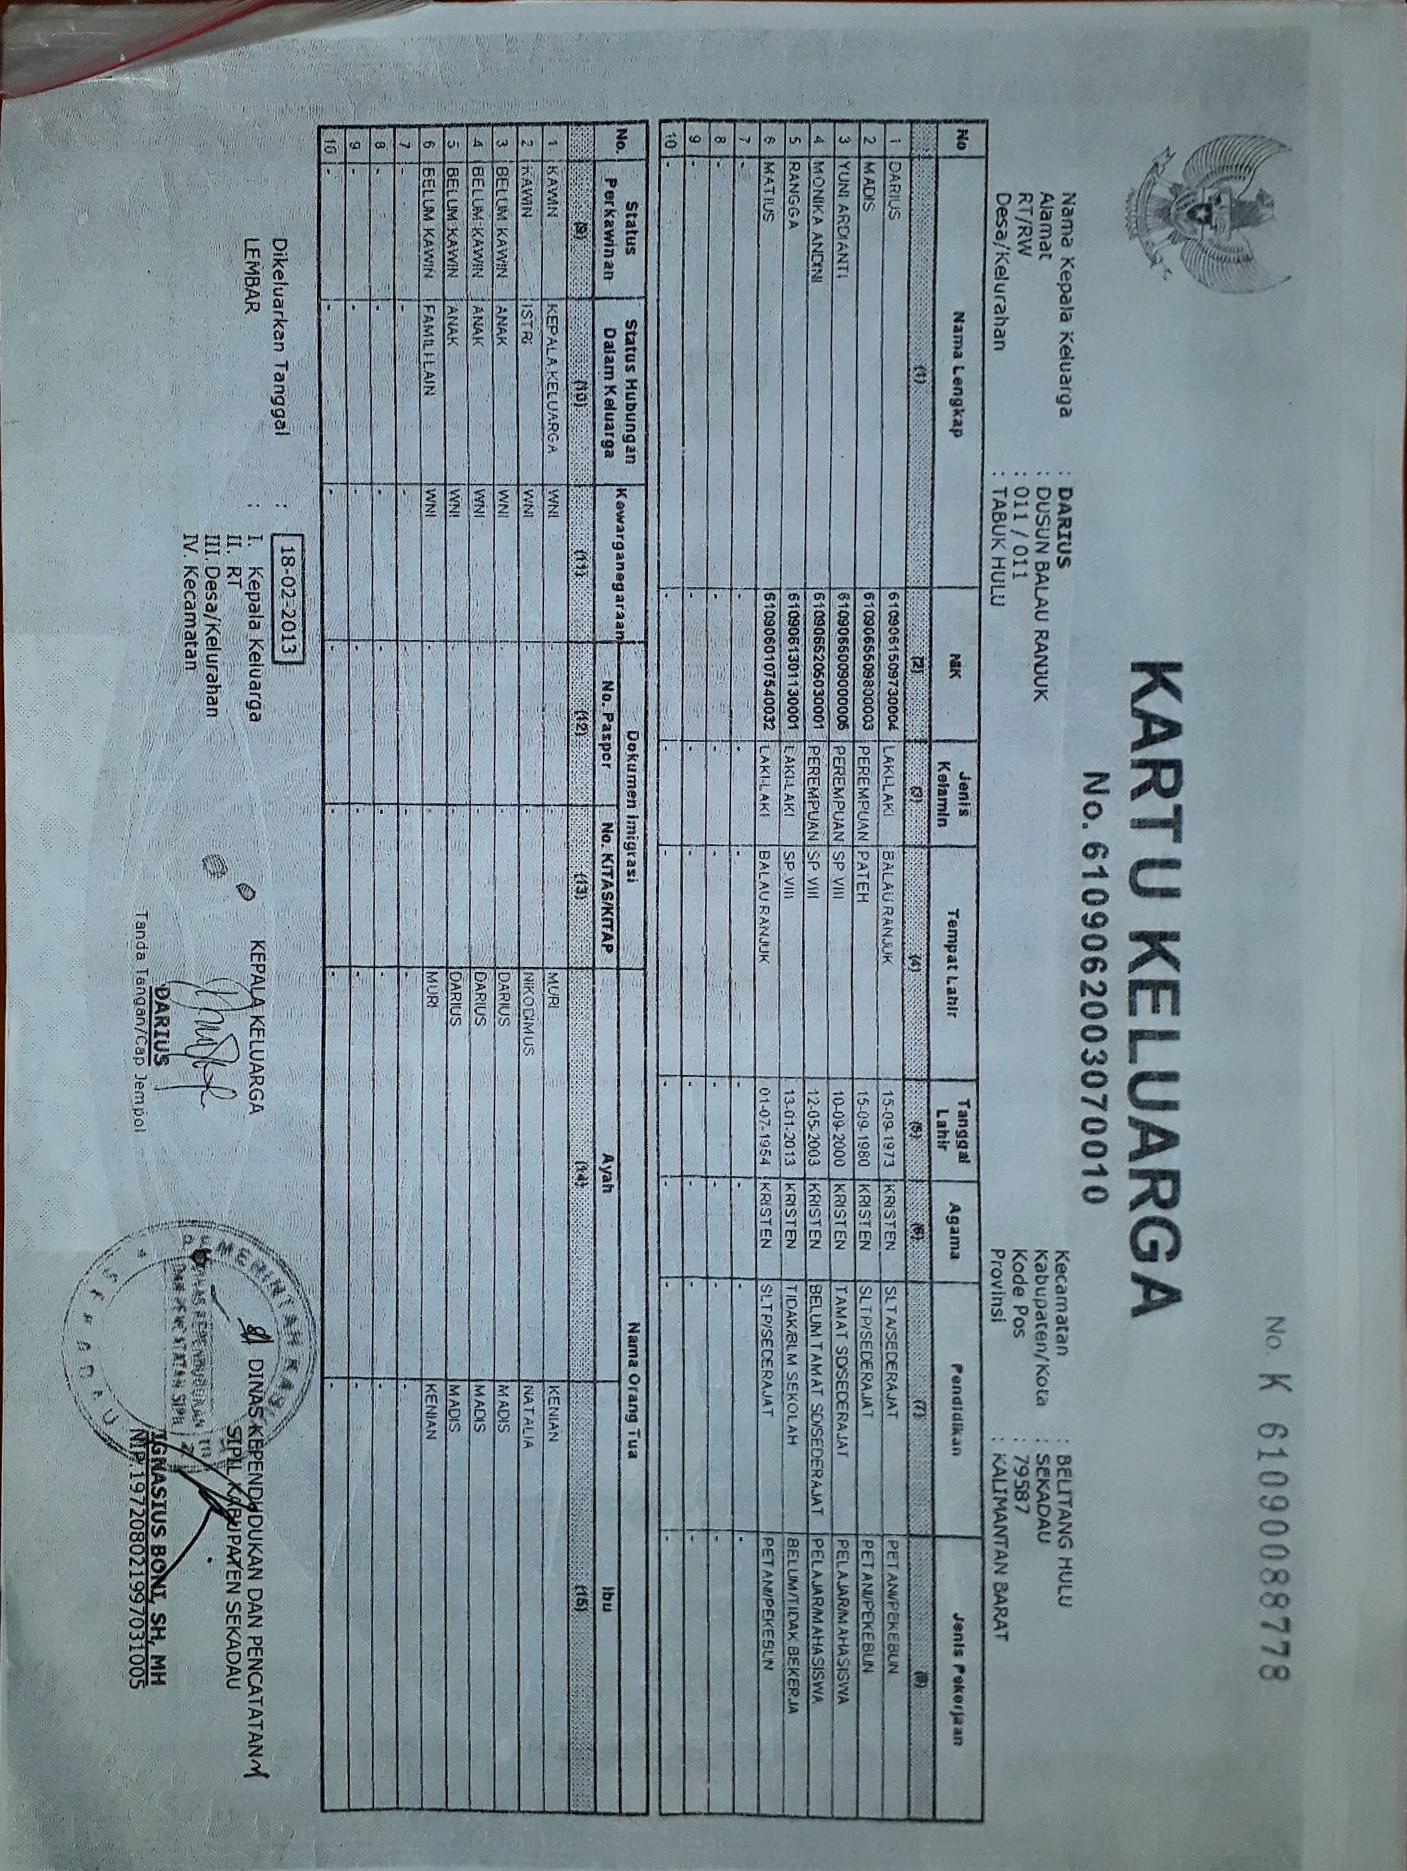 No. K 61090088778
KARTU KELUARGA
No. 6109062003070010
Nama Kepala Keluarga : DARIUS
Alamat : DUSUN BALAU RANJUK
RT/RW : 011 / 011
Desa/Kelurahan : TABUK HULU
Kecamatan : BELITANG HULU
Kabupaten/Kota : SEKADAU
Kode Pos : 79587
Provinsi : KALIMANTAN BARAT
No Nama Lengkap NIK Jenis Kelamin Tempat Lahir Tanggal Lahir Agama Pendidikan Jenis Pekerjaan
(1) (2) (3) (4) (5) (6) (7) (8)
1 DARIUS 6109061509730004 LAKI-LAKI BALAU RANJUK 15-09-1973 KRISTEN SLTA/SEDERAJAT PETANI/PEKEBUN
2 MADIS 6109065509800003 PEREMPUAN PATEH 15-09-1980 KRISTEN SLTP/SEDERAJAT PETANI/PEKEBUN
3 YUNI ARDIANTI 6109065009000005 PEREMPUAN SP VIII 10-09-2000 KRISTEN TAMAT SD/SEDERAJAT PELAJAR/MAHASISWA
4 MONIKA ANDINI 6109065205030001 PEREMPUAN SP VIII 12-05-2003 KRISTEN BELUM TAMAT SD/SEDERAJAT PELAJAR/MAHASISWA
5 RANGGA 6109061301130001 LAKI-LAKI SP VIII 13-01-2013 KRISTEN TIDAK/BLM SEKOLAH BELUM/TIDAK BEKERJA
6 MATIUS 6109060107540032 LAKI-LAKI BALAU RANJUK 01-07-1954 KRISTEN SLTP/SEDERAJAT PETANI/PEKEBUN
7 - - - - - - - -
8 - - - - - - - -
9 - - - - - - - -
10 - - - - - - - -
No. Status Perkawinan Status Hubungan Dalam Keluarga Kewarganegaraan Dokumen Imigrasi Nama Orang Tua
No. Paspor No. KITAS/KITAP Ayah Ibu
(9) (10) (11) (12) (13) (14) (15)
1 KAWIN KEPALA KELUARGA WNI - - MURI KENIAN
2 KAWIN ISTRI WNI - - NIKODIMUS NATALIA
3 BELUM KAWIN ANAK WNI - - DARIUS MADIS
4 BELUM KAWIN ANAK WNI - - DARIUS MADIS
5 BELUM KAWIN ANAK WNI - - DARIUS MADIS
6 BELUM KAWIN FAMILI LAIN WNI - - MURI KENIAN
7 - - - - - - -
8 - - - - - - -
9 - - - - - - -
10 - - - - - - -
Dikeluarkan Tanggal : 18-02-2013
LEMBAR : I. Kepala Keluarga
II. RT
III. Desa/Kelurahan
IV. Kecamatan
KEPALA KELUARGA
DARIUS
Tanda Tangan/Cap Jempol
DINAS KEPENDUDUKAN DAN PENCATATAN
SIPIL KABUPATEN SEKADAU
IGNASIUS BONI, SH, MH
NIP.197208021997031005